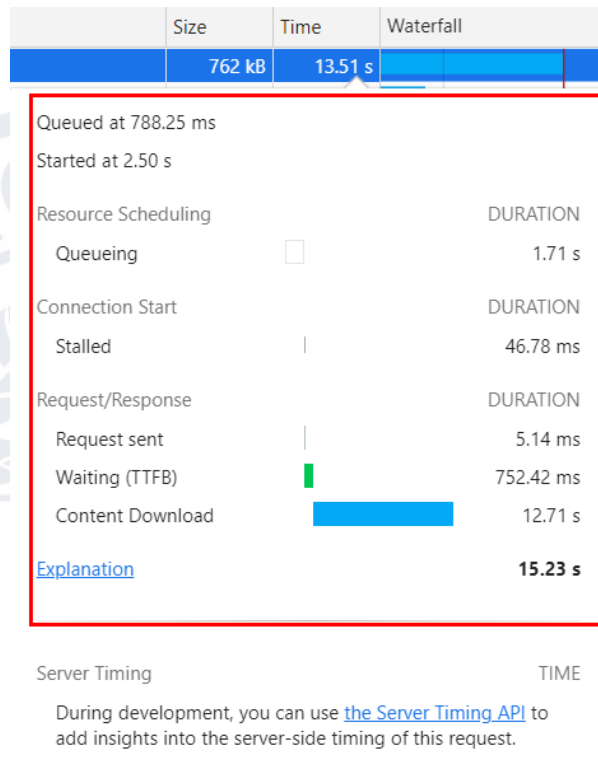 Size Time Waterfall
762 kB 13.51 s
Queued at 788.25 ms
Started at 2.50 s
Resource Scheduling DURATION
Queueing 1.71 s
Connection Start DURATION
Stalled 46.78 ms
Request/Response DURATION
Request sent 5.14 ms
Waiting (TTFB) 752.42 ms
Content Download 12.71 s
Explanation 15.23 s
Server Timing TIME
During development, you can use the Server Timing API to
add insights into the server-side timing of this request.